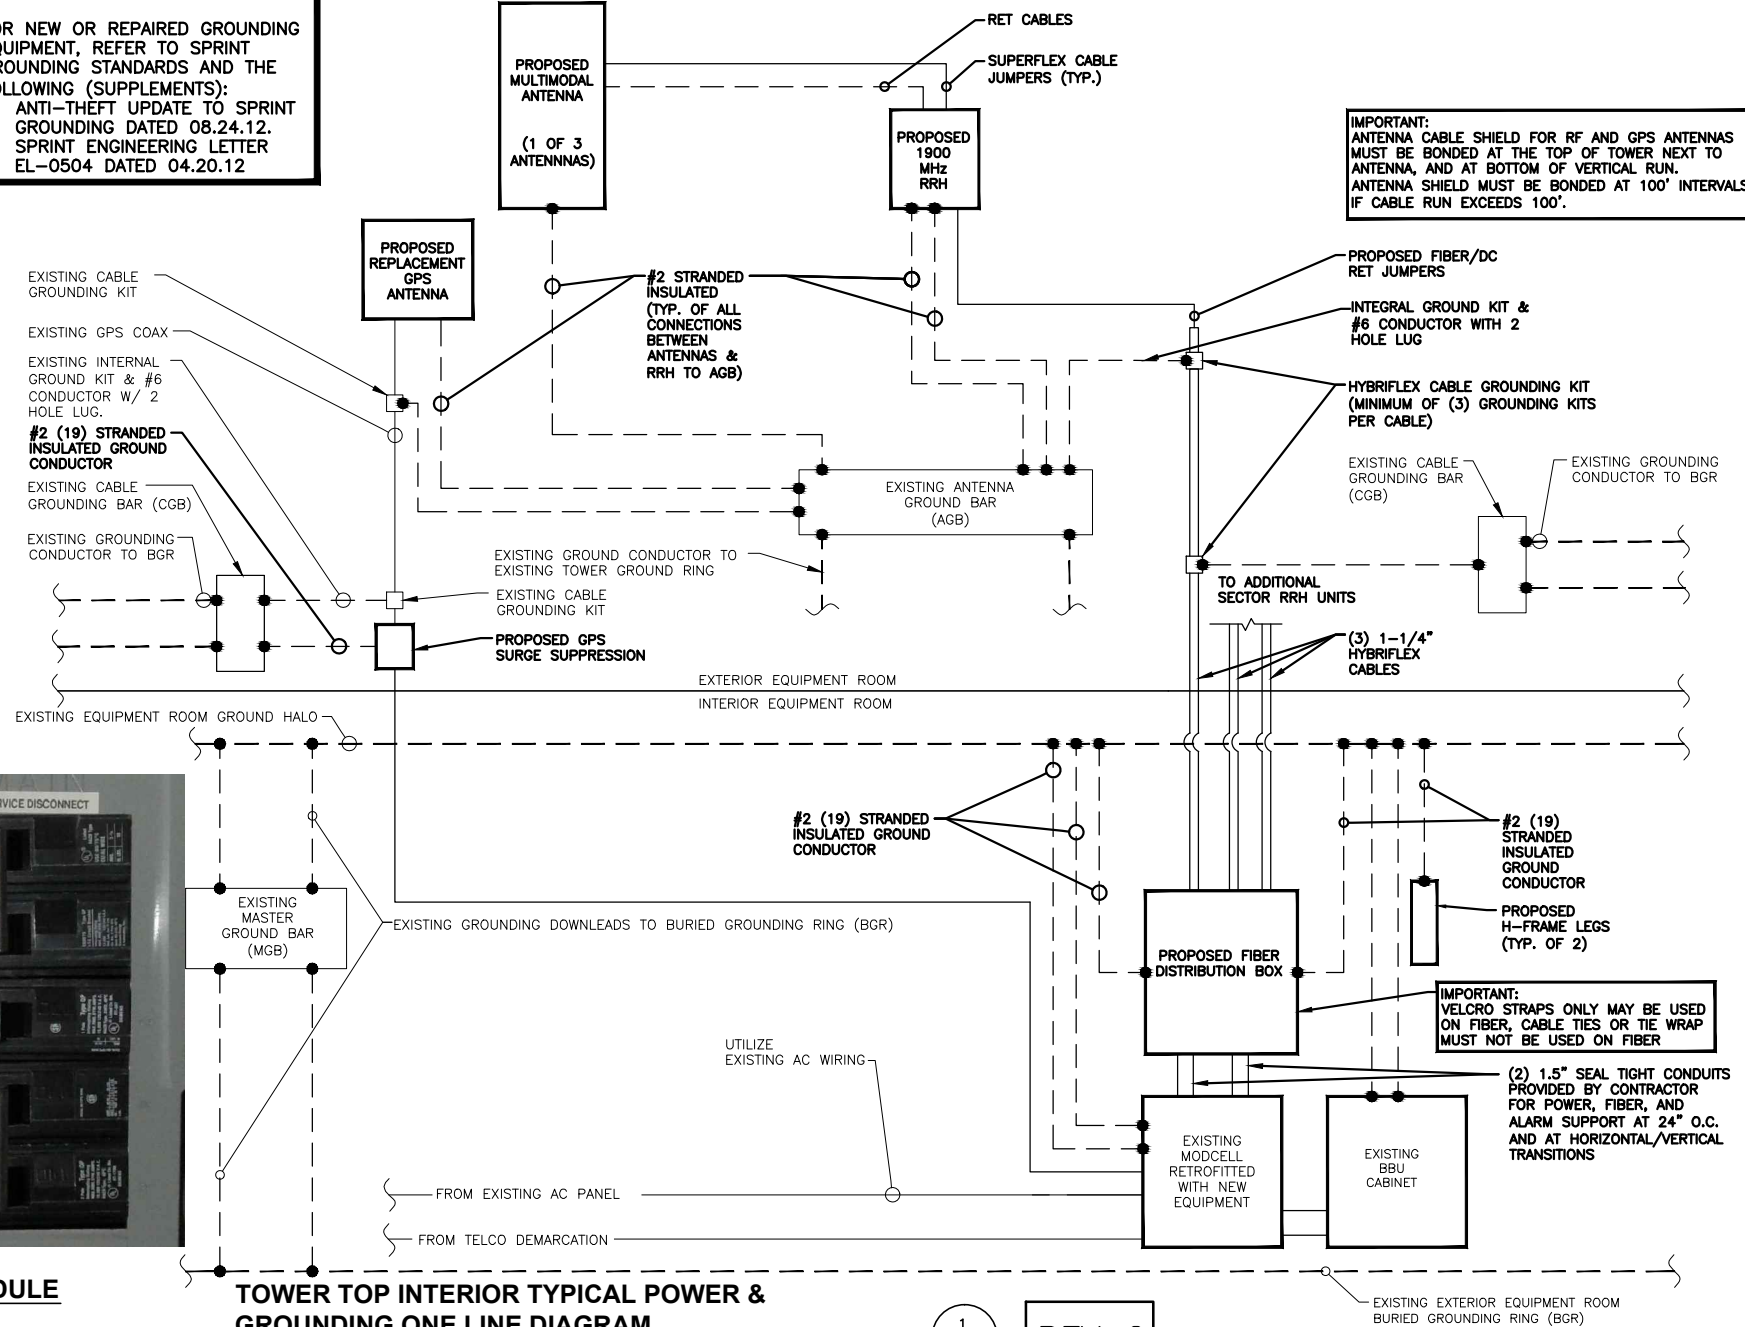 OR NEW OR REPAIRED GROUNDING
QUIPMENT, REFER TO SPRINT
ROUNDING STANDARDS AND THE
OLLOWING (SUPPLEMENTS):
ANTI-THEFT UPDATE TO SPRINT
GROUNDING DATED 08.24.12.
SPRINT ENGINEERING LETTER
EL-0504 DATED 04.20.12
PROPOSED
MULTIMODAL
ANTENNA
(1 OF 3
ANTENNNAS)
RET CABLES
SUPERFLEX CABLE
JUMPERS (TYP.)
PROPOSED
1900
MHz
RRH
IMPORTANT:
ANTENNA CABLE SHIELD FOR RF AND GPS ANTENNAS
MUST BE BONDED AT THE TOP OF TOWER NEXT TO
ANTENNA, AND AT BOTTOM OF VERTICAL RUN.
ANTENNA SHIELD MUST BE BONDED AT 100' INTERVALS
IF CABLE RUN EXCEEDS 100'.
PROPOSED
REPLACEMENT
GPS
ANTENNA
EXISTING CABLE
GROUNDING KIT
EXISTING GPS COAX
EXISTING INTERNAL
GROUND KIT & #6
CONDUCTOR W/ 2
HOLE LUG.
#2 (19) STRANDED
INSULATED GROUND
CONDUCTOR
EXISTING CABLE
GROUNDING BAR (CGB)
EXISTING GROUNDING
CONDUCTOR TO BGR
#2 STRANDED
INSULATED
(TYP. OF ALL
CONNECTIONS
BETWEEN
ANTENNAS &
RRH TO AGB)
PROPOSED FIBER/DC
RET JUMPERS
INTEGRAL GROUND KIT &
#6 CONDUCTOR WITH 2
HOLE LUG
HYBRIFLEX CABLE GROUNDING KIT
(MINIMUM OF (3) GROUNDING KITS
PER CABLE)
EXISTING CABLE
GROUNDING BAR
(CGB)
EXISTING GROUNDING
CONDUCTOR TO BGR
EXISTING ANTENNA
GROUND BAR
(AGB)
EXISTING GROUND CONDUCTOR TO
EXISTING TOWER GROUND RING
EXISTING CABLE
GROUNDING KIT
PROPOSED GPS
SURGE SUPPRESSION
TO ADDITIONAL
SECTOR RRH UNITS
(3) 1-1/4"
HYBRIFLEX
CABLES
EXTERIOR EQUIPMENT ROOM
INTERIOR EQUIPMENT ROOM
EXISTING EQUIPMENT ROOM GROUND HALO
RVICE DISCONNECT
#2 (19) STRANDED
INSULATED GROUND
CONDUCTOR
#2 (19)
STRANDED
INSULATED
GROUND
CONDUCTOR
PROPOSED
H-FRAME LEGS
(TYP. OF 2)
EXISTING
MASTER
GROUND BAR
(MGB)
EXISTING GROUNDING DOWNLEADS TO BURIED GROUNDING RING (BGR)
PROPOSED FIBER
DISTRIBUTION BOX
IMPORTANT:
VELCRO STRAPS ONLY MAY BE USED
ON FIBER, CABLE TIES OR TIE WRAP
MUST NOT BE USED ON FIBER
UTILIZE
EXISTING AC WIRING
(2) 1.5" SEAL TIGHT CONDUITS
PROVIDED BY CONTRACTOR
FOR POWER, FIBER, AND
ALARM SUPPORT AT 24" O.C.
AND AT HORIZONTAL/VERTICAL
TRANSITIONS
EXISTING
MODCELL
RETROFITTED
WITH NEW
EQUIPMENT
EXISTING
BBU
CABINET
FROM EXISTING AC PANEL
FROM TELCO DEMARCATION
DULE
TOWER TOP INTERIOR TYPICAL POWER &
GROUNDING ONE LINE DIAGRAM
1
EXISTING EXTERIOR EQUIPMENT ROOM
BURIED GROUNDING RING (BGR)